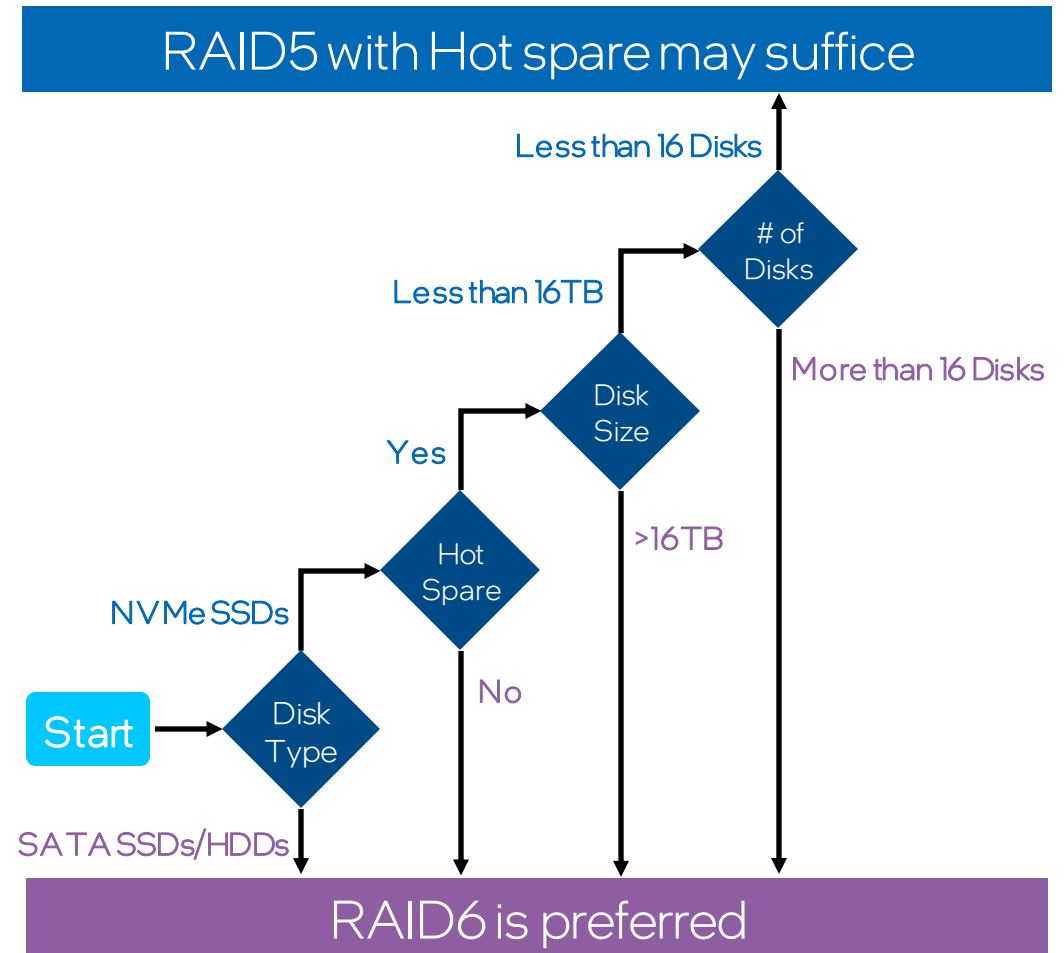 RAID5 with Hot spare may suffice
Less than 16 Disks
# of
Disks
Less than 16TB
More than 16 Disks
Disk
Size
Yes
>16TB
Hot
Spare
NVMe SSDs
No
Start
Disk
Type
SATA SSDs/HDDs
RAID6 is preferred